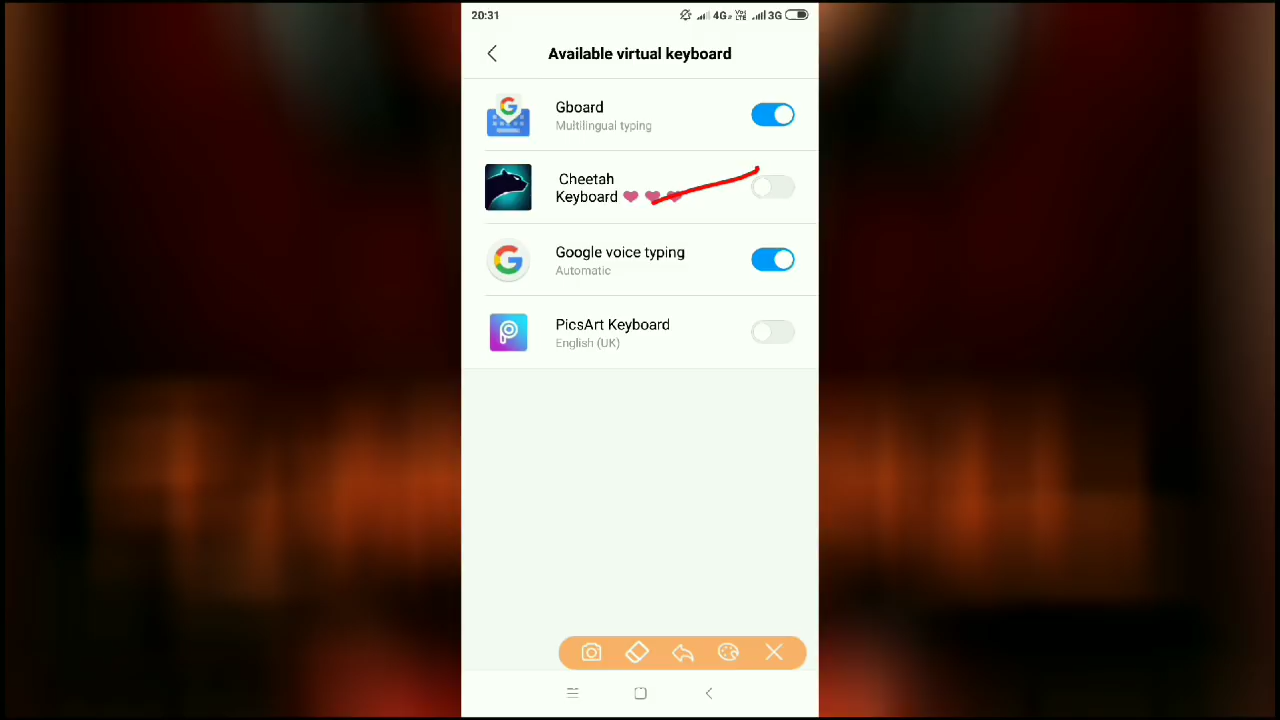 20:31 4G VoLTE 3G
Available virtual keyboard
Gboard
Multilingual typing
Cheetah
Keyboard 💗💗💗
Google voice typing
Automatic
PicsArt Keyboard
English (UK)